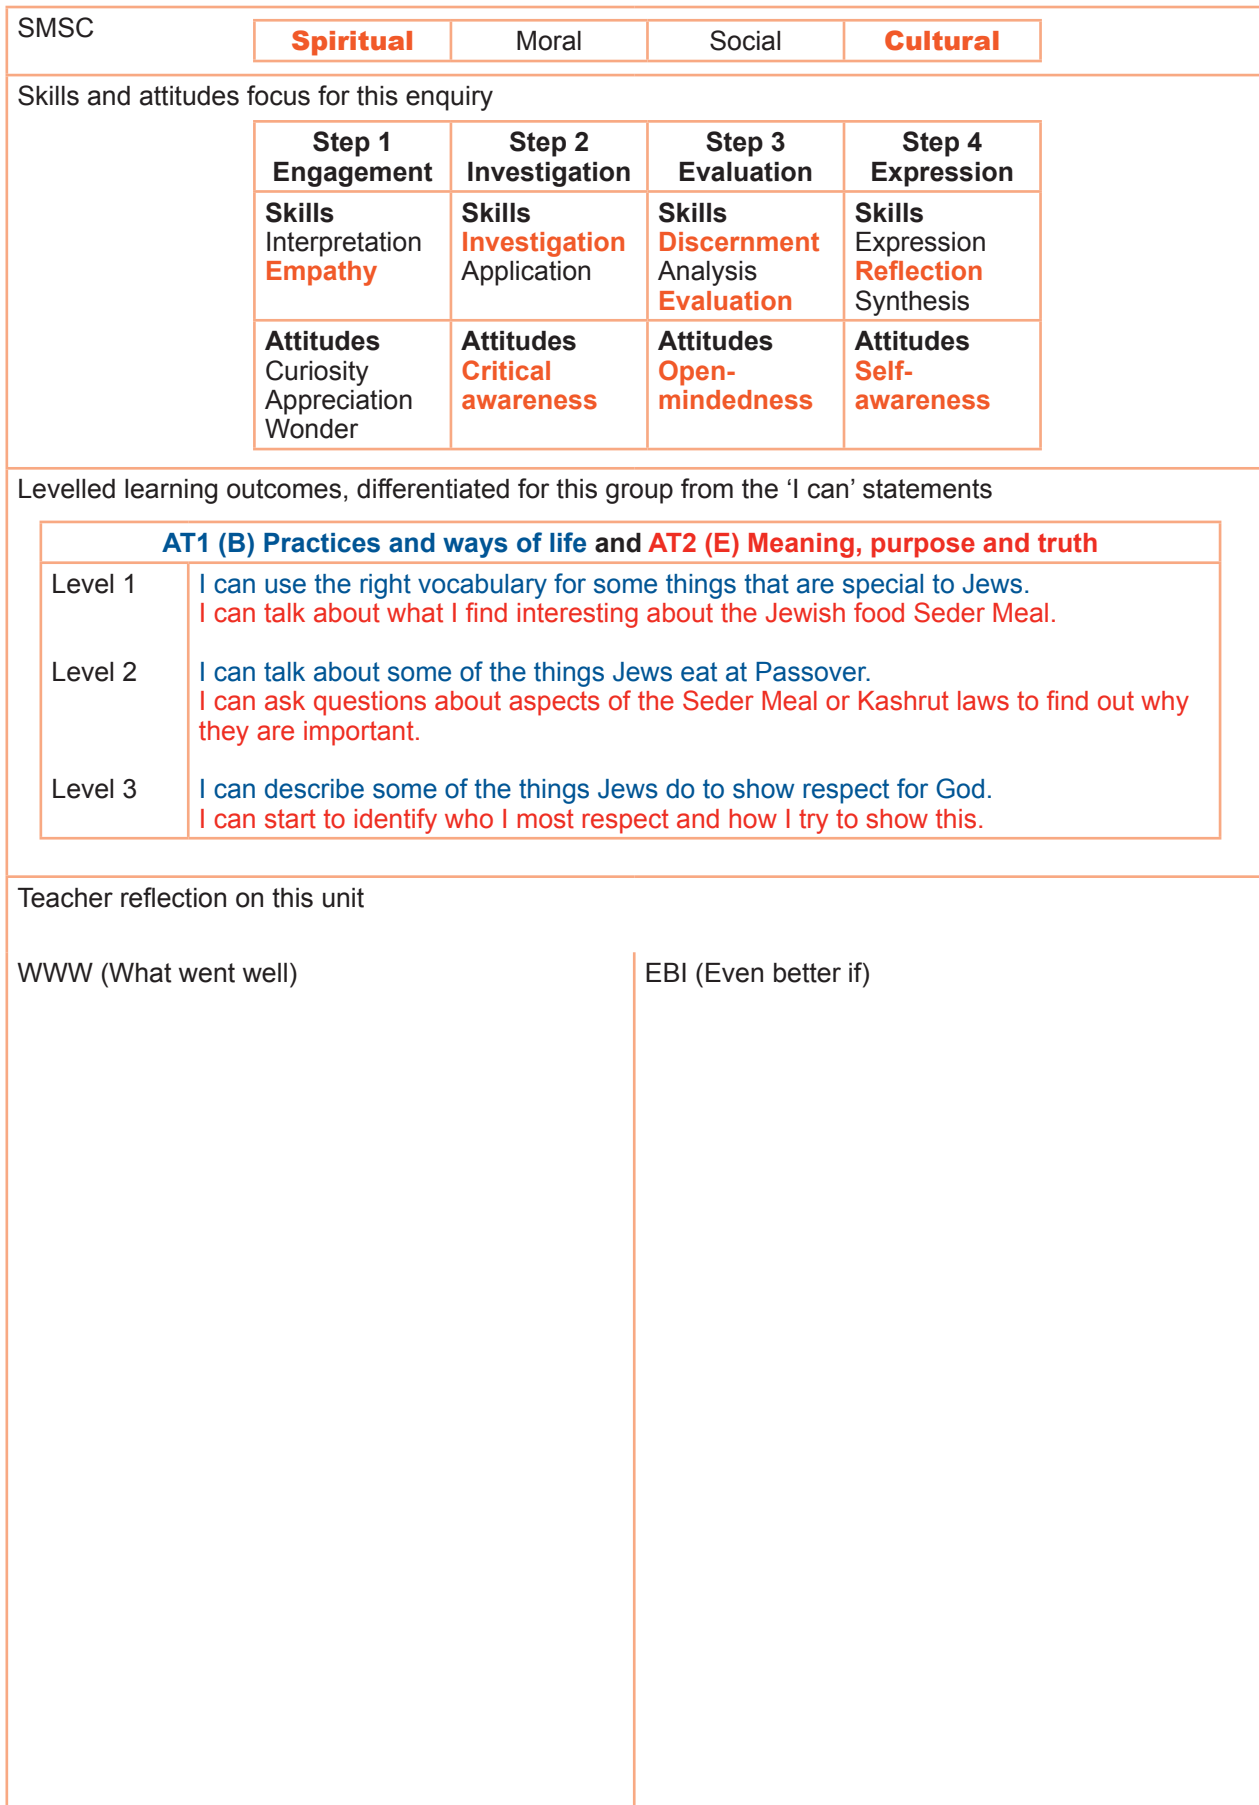 SMSC
Spiritual Moral Social Cultural
Skills and attitudes focus for this enquiry
Step 1 Step 2 Step 3 Step 4
Engagement Investigation Evaluation Expression
Skills Skills Skills Skills
Interpretation Investigation Discernment Expression
Empathy Application Analysis Reflection
Evaluation Synthesis
Attitudes Attitudes Attitudes Attitudes
Curiosity Critical Open- Self-
Appreciation awareness mindedness awareness
Wonder
Levelled learning outcomes, differentiated for this group from the ‘I can’ statements
AT1 (B) Practices and ways of life and AT2 (E) Meaning, purpose and truth
Level 1 I can use the right vocabulary for some things that are special to Jews.
I can talk about what I find interesting about the Jewish food Seder Meal.
Level 2 I can talk about some of the things Jews eat at Passover.
I can ask questions about aspects of the Seder Meal or Kashrut laws to find out why
they are important.
Level 3 I can describe some of the things Jews do to show respect for God.
I can start to identify who I most respect and how I try to show this.
Teacher reflection on this unit
WWW (What went well) EBI (Even better if)